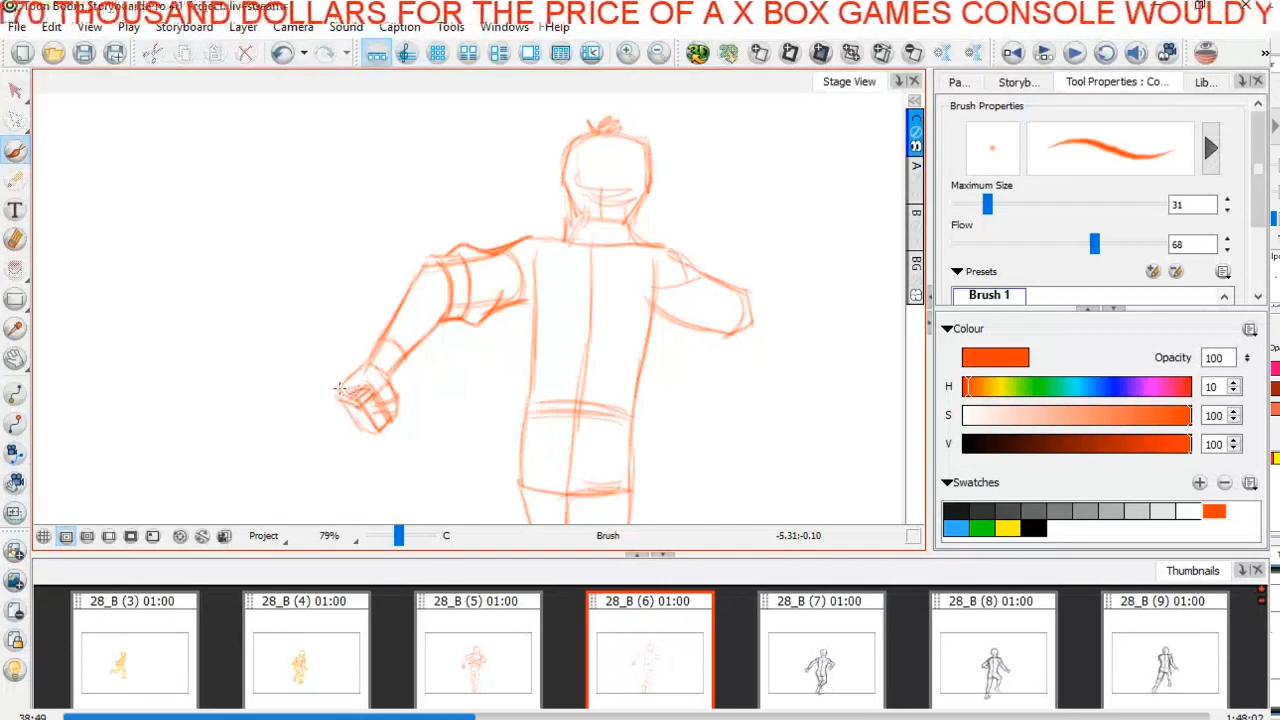 THOUSAND DOLLARS FOR THE PRICE OF A X BOX GAMES CONSOLE WOULD Y
File Edit View Play Storyboard Layer Camera Sound Caption Tools Windows Help
Stage View
Pa... Storyb... Tool Properties : Co... Lib...
Brush Properties
Maximum Size
31
Flow
68
Presets
Brush 1
Colour
Opacity 100
H 10
S 100
V 100
Swatches
C
A
B
BG
T
3D
Project 79% C Brush -5.31:-0.10
Thumbnails
28_B (3) 01:00 28_B (4) 01:00 28_B (5) 01:00 28_B (6) 01:00 28_B (7) 01:00 28_B (8) 01:00 28_B (9) 01:00
38:49 1:48:02